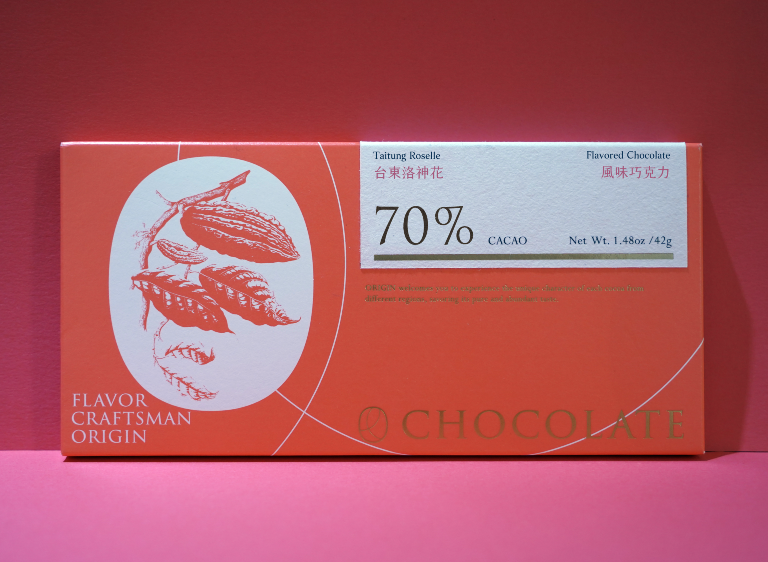 Taitung Roselle
台東洛神花
Flavored Chocolate
風味巧克力
70% CACAO
Net Wt. 1.48oz /42g
FLAVOR
CRAFTSMAN
ORIGIN
CHOCOLATE